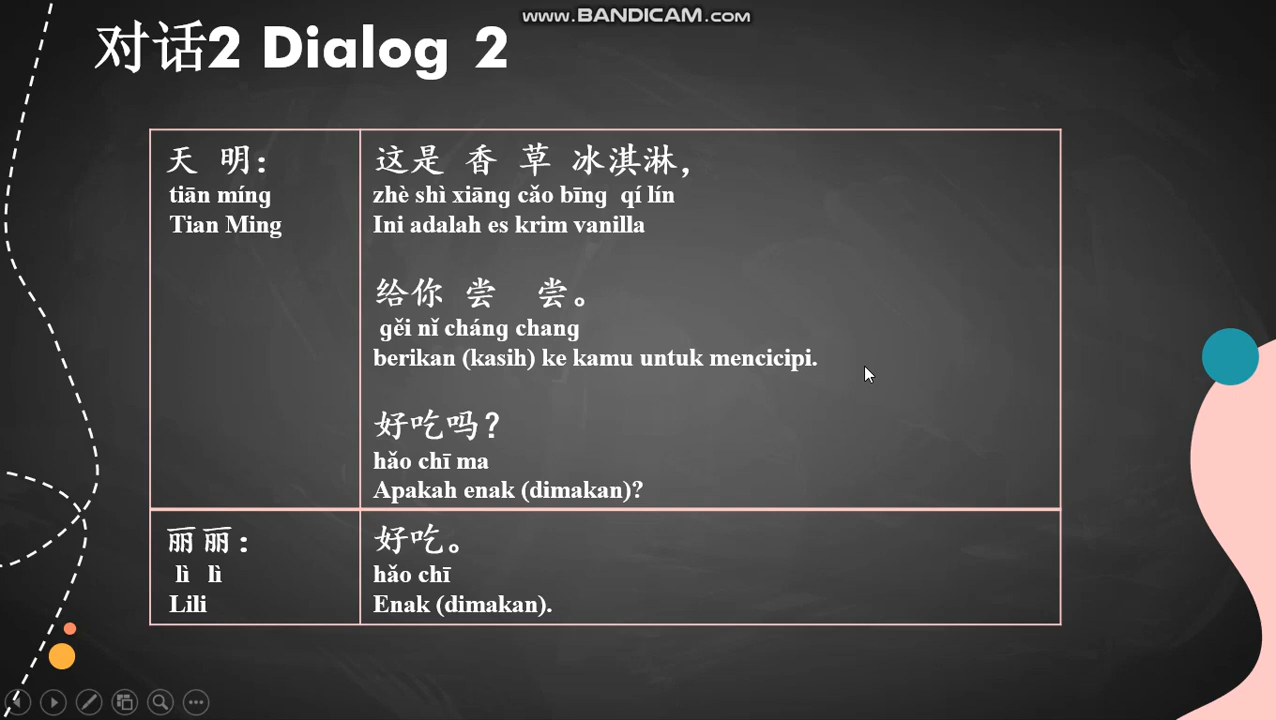 www.BANDICAM.com
对话2 Dialog 2
天 明：
tiān míng
Tian Ming
这是 香 草 冰淇淋，
zhè shì xiāng cǎo bīng qí lín
Ini adalah es krim vanilla
给你 尝 尝。
gěi nǐ cháng chang
berikan (kasih) ke kamu untuk mencicipi.
好吃吗？
hǎo chī ma
Apakah enak (dimakan)?
丽丽：
lì lì
Lili
好吃。
hǎo chī
Enak (dimakan).